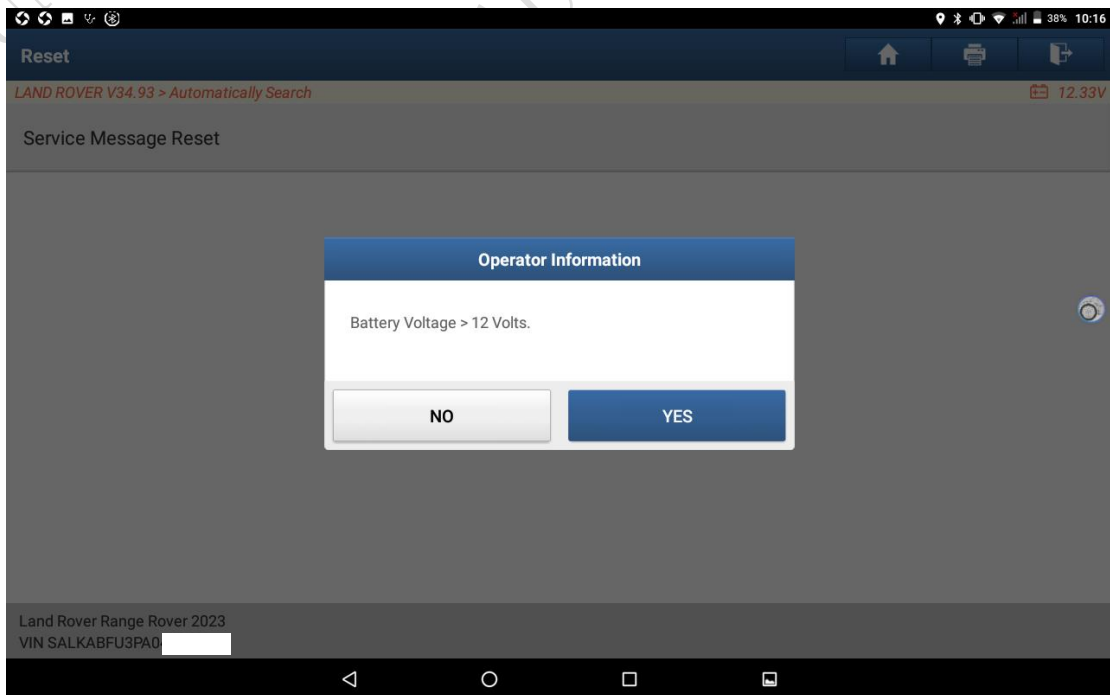 38% 10:16
Reset
LAND ROVER V34.93 > Automatically Search 12.33V
Service Message Reset
Operator Information
Battery Voltage > 12 Volts.
NO YES
Land Rover Range Rover 2023
VIN SALKABFU3PA0